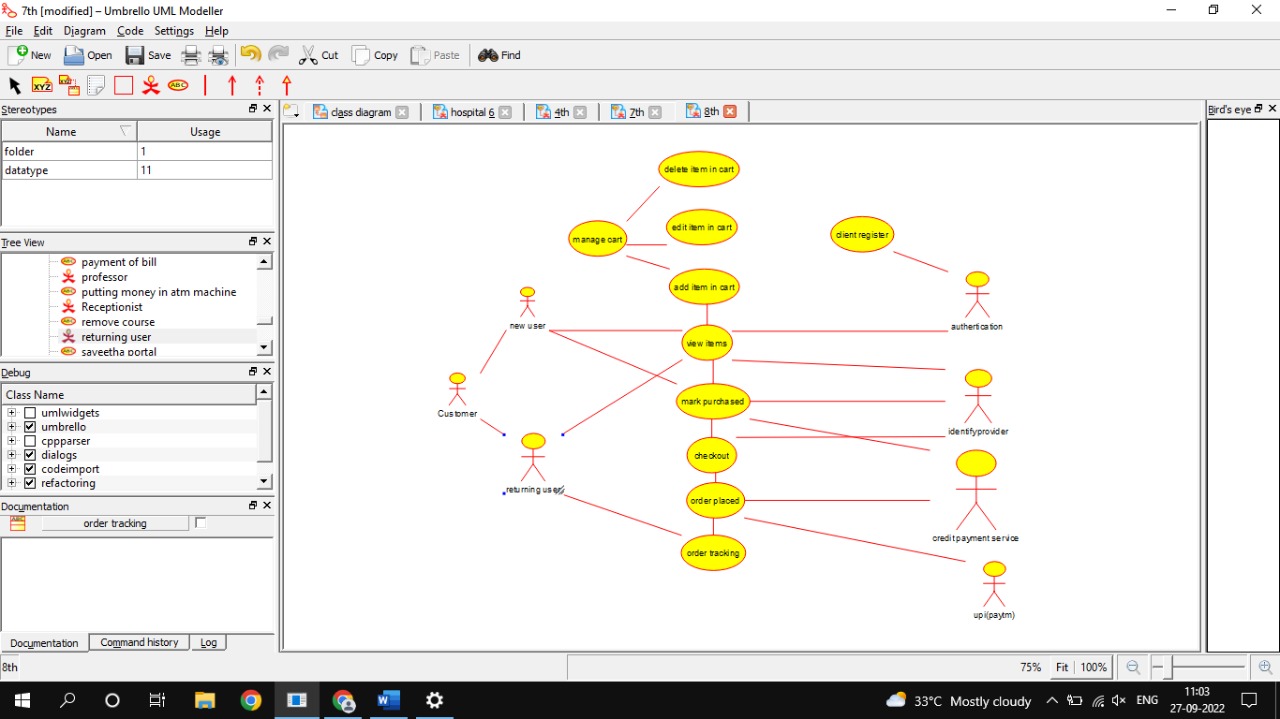 7th [modified] – Umbrello UML Modeller
File Edit Diagram Code Settings Help
New Open Save Cut Copy Paste Find
XYZ ABC
Stereotypes
Name Usage
folder 1
datatype 11
Tree View
payment of bill
professor
putting money in atm machine
Receptionist
remove course
returning user
saveetha portal
Debug
Class Name
umlwidgets
umbrello
cppparser
dialogs
codeimport
refactoring
Documentation
order tracking
Documentation Command history Log
8th
class diagram hospital 6 4th 7th 8th
Bird's eye
delete item in cart
edit item in cart
manage cart
client register
add item in cart
new user
authertication
view items
Customer
mark purchased
identifyprovider
checkout
returning user
order placed
credit payment service
order tracking
upi(paytm)
75% Fit 100%
33°C Mostly cloudy
ENG
11:03
27-09-2022